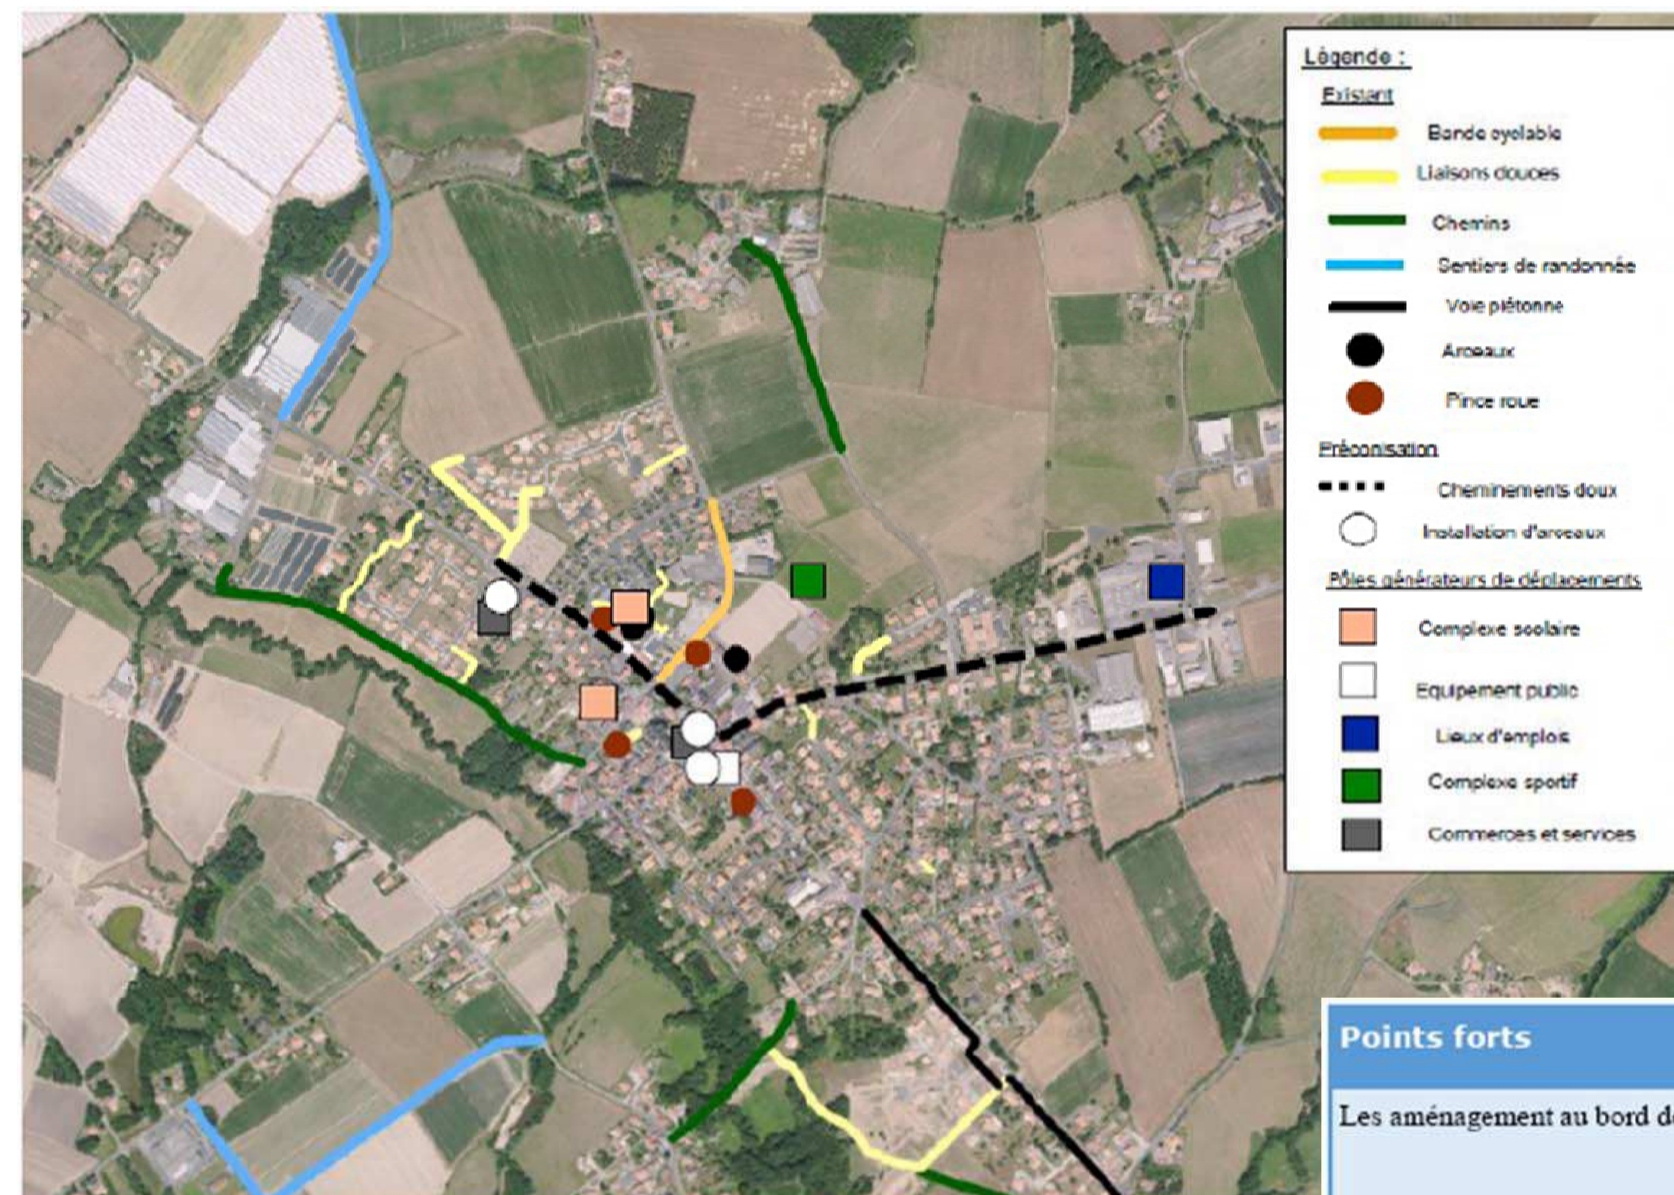 Légende :
Existant
Bande cyclable
Liaisons douces
Chemins
Sentiers de randonnée
Voie piétonne
Arceaux
Pince roue
Préconisation
Cheminements doux
Installation d'arceaux
Pôles générateurs de déplacements
Complexe scolaire
Equipement public
Lieux d'emplois
Complexe sportif
Commerces et services
Points forts
Les aménagement au bord de